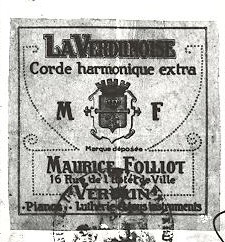 LA VERDUNOISE
Corde harmonique extra
M F
Marque déposée
MAURICE FOLLIOT
16 Rue de l'Hôtel de Ville
VERDUN
Pianos Lutherie & tous instruments